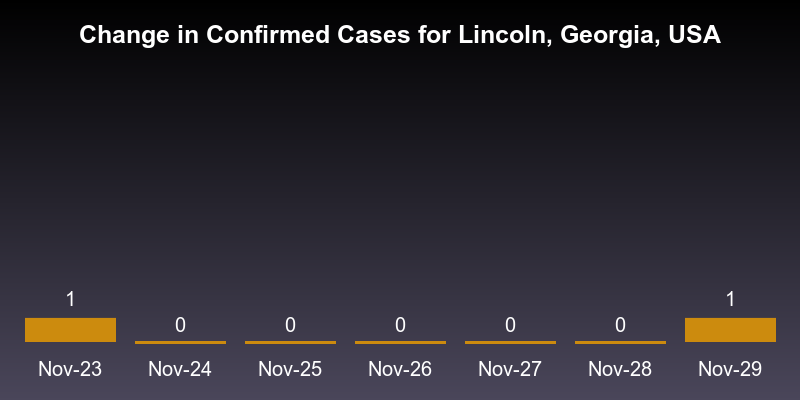 Change in Confirmed Cases for Lincoln, Georgia, USA
1 0 0 0 0 0 1
Nov-23 Nov-24 Nov-25 Nov-26 Nov-27 Nov-28 Nov-29